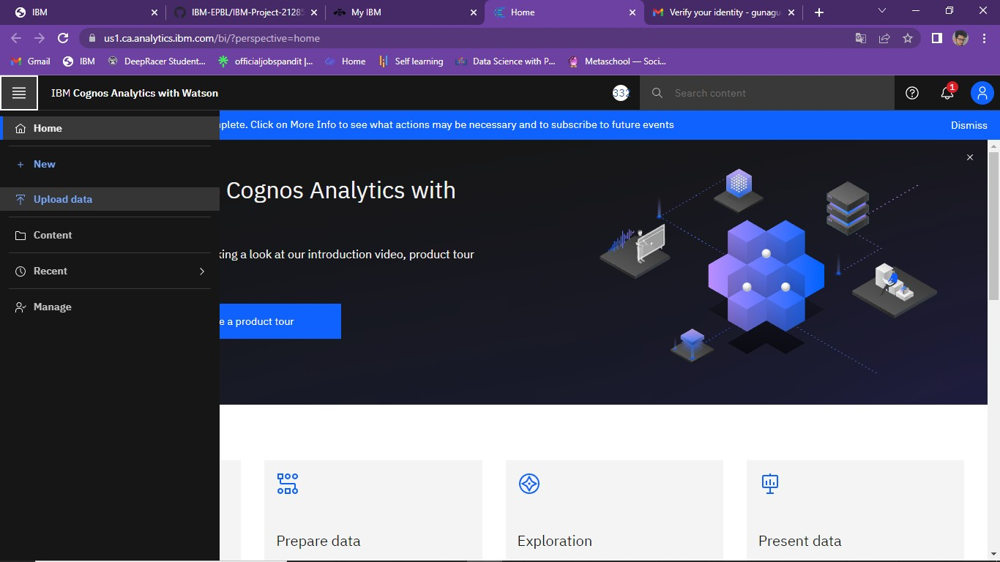 IBM
IBM-EPBL/IBM-Project-2128
My IBM
Home
Verify your identity - gunagu
us1.ca.analytics.ibm.com/bi/?perspective=home
Gmail
IBM
DeepRacer Student...
officialjobspandit |...
Home
Self learning
Data Science with P...
Metaschool — Soci...
IBM Cognos Analytics with Watson
332
Search content
1
Home
plete. Click on More Info to see what actions may be necessary and to subscribe to future events
Dismiss
New
Upload data
Content
Recent
Manage
Cognos Analytics with
king a look at our introduction video, product tour
e a product tour
Prepare data
Exploration
Present data